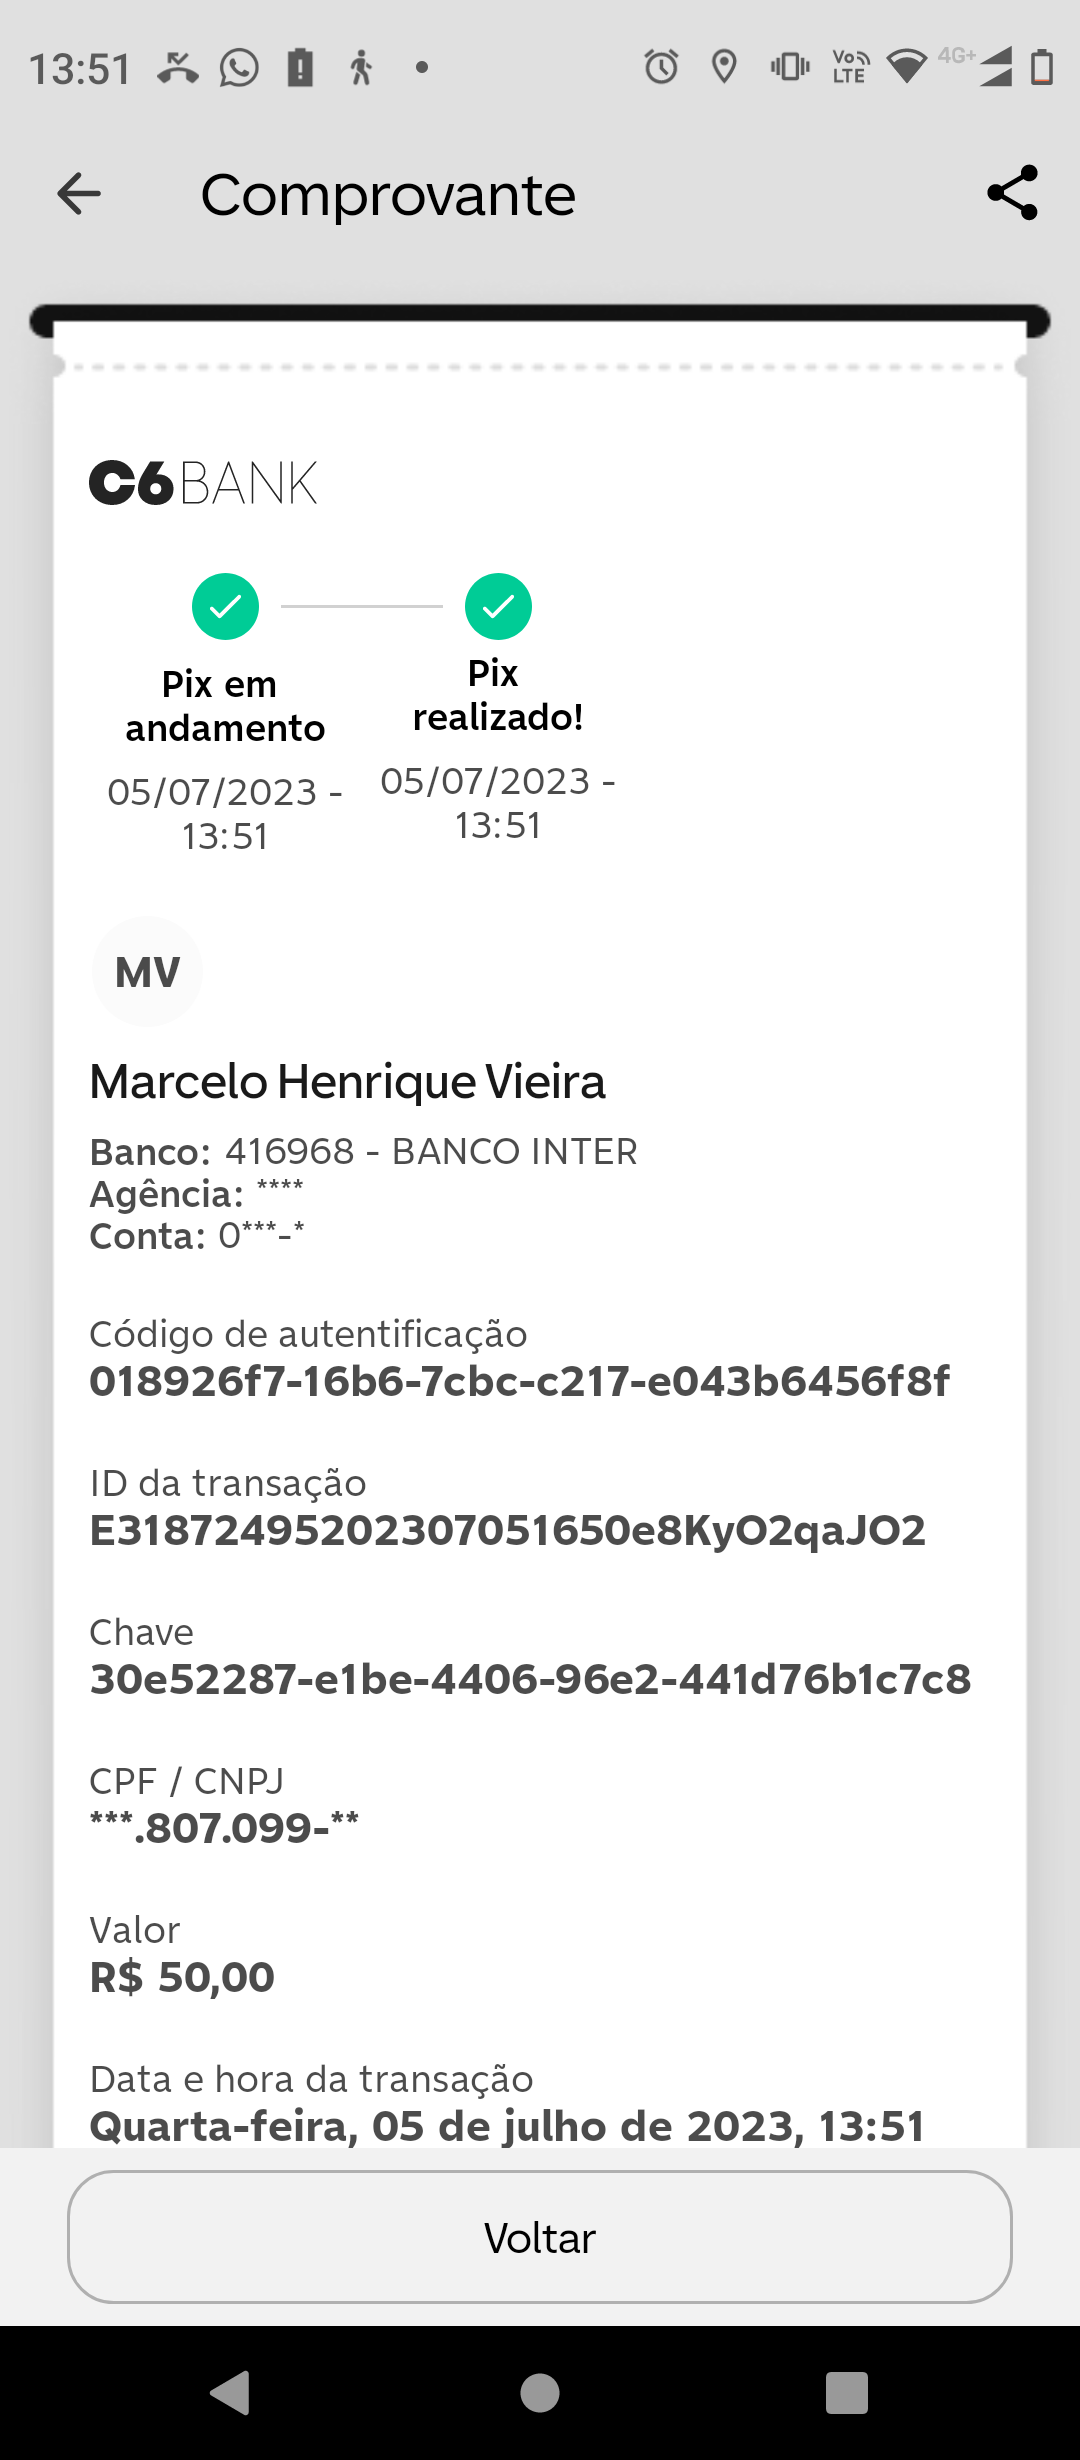 13:51
Vo LTE
4G+
Comprovante
C6BANK
Pix em
andamento
05/07/2023 -
13:51
Pix
realizado!
05/07/2023 -
13:51
MV
Marcelo Henrique Vieira
Banco: 416968 - BANCO INTER
Agência: ****
Conta: 0***-*
Código de autentificação
018926f7-16b6-7cbc-c217-e043b6456f8f
ID da transação
E31872495202307051650e8KyO2qaJO2
Chave
30e52287-e1be-4406-96e2-441d76b1c7c8
CPF / CNPJ
***.807.099-**
Valor
R$ 50,00
Data e hora da transação
Quarta-feira, 05 de julho de 2023, 13:51
Voltar